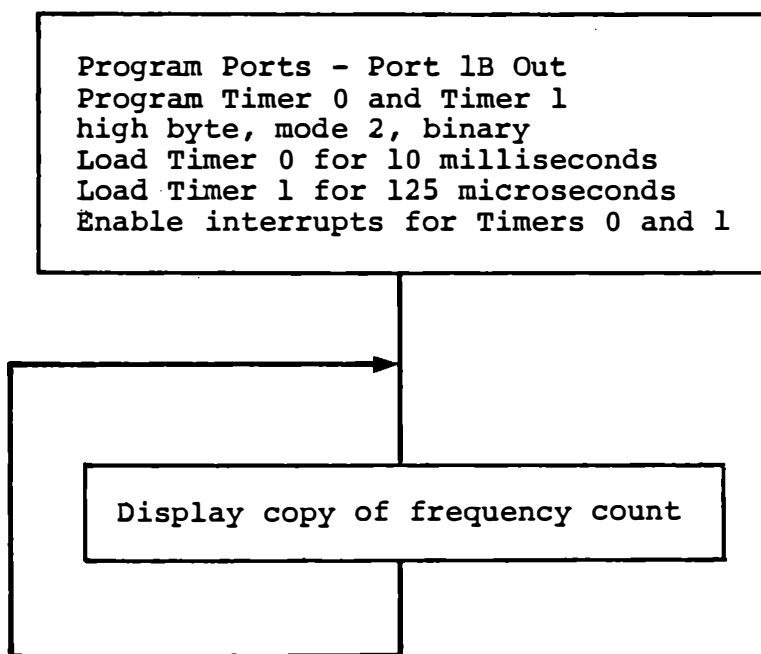 Program Ports - Port 1B Out
Program Timer 0 and Timer 1
high byte, mode 2, binary
Load Timer 0 for 10 milliseconds
Load Timer 1 for 125 microseconds
Enable interrupts for Timers 0 and 1
Display copy of frequency count